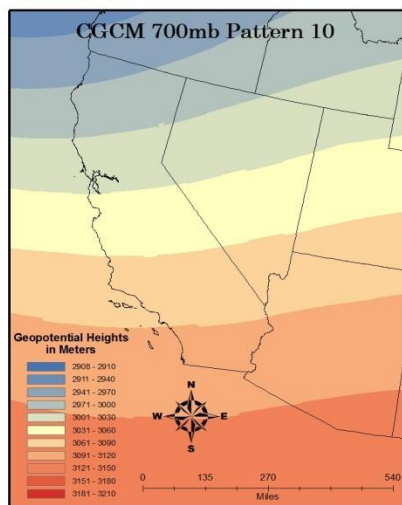 CGCM 700mb Pattern 10
Geopotential Heights
in Meters
2908 - 2910
2911 - 2940
2941 - 2970
2971 - 3000
3001 - 3030
3031 - 3060
3061 - 3090
3091 - 3120
3121 - 3150
3151 - 3180
3181 - 3210
N
W E
S
0 135 270 540
Miles